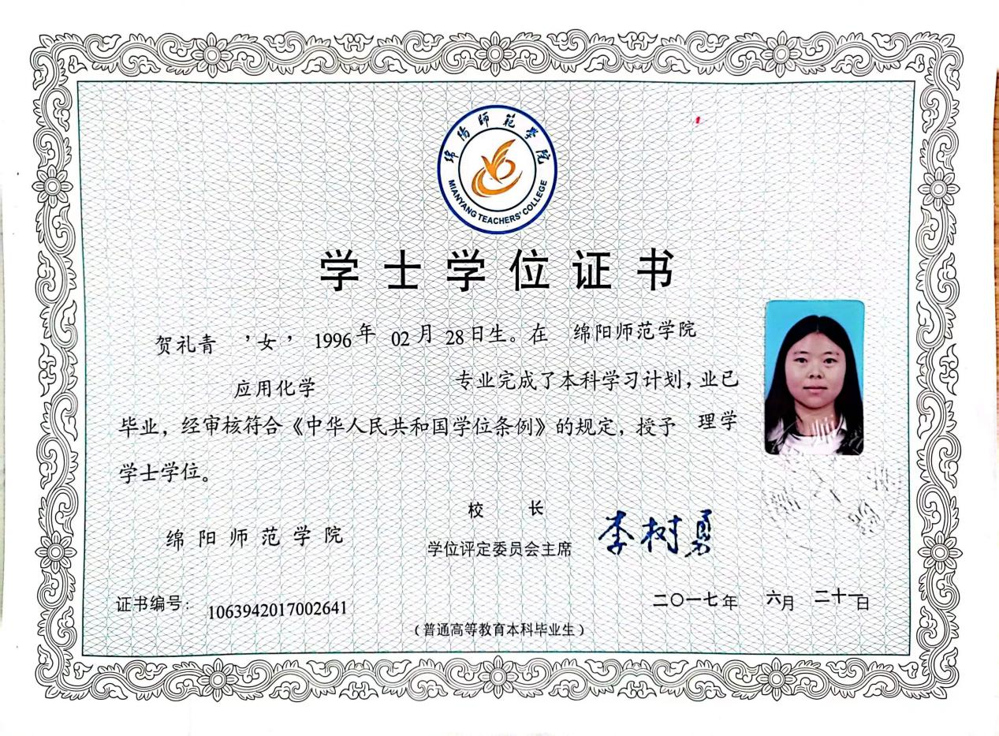 绵阳師范学院
MIANYANG TEACHERS' COLLEGE
学士学位证书
贺礼青 ，女， 1996年 02月 28日生。在 绵阳师范学院
应用化学 专业完成了本科学习计划，业已
毕业，经审核符合《中华人民共和国学位条例》的规定，授予 理学
学士学位。
校 长
绵阳师范学院 学位评定委员会主席 李树勇
证书编号： 1063942017002641 二〇一七年 六月 二十一日
（普通高等教育本科毕业生）